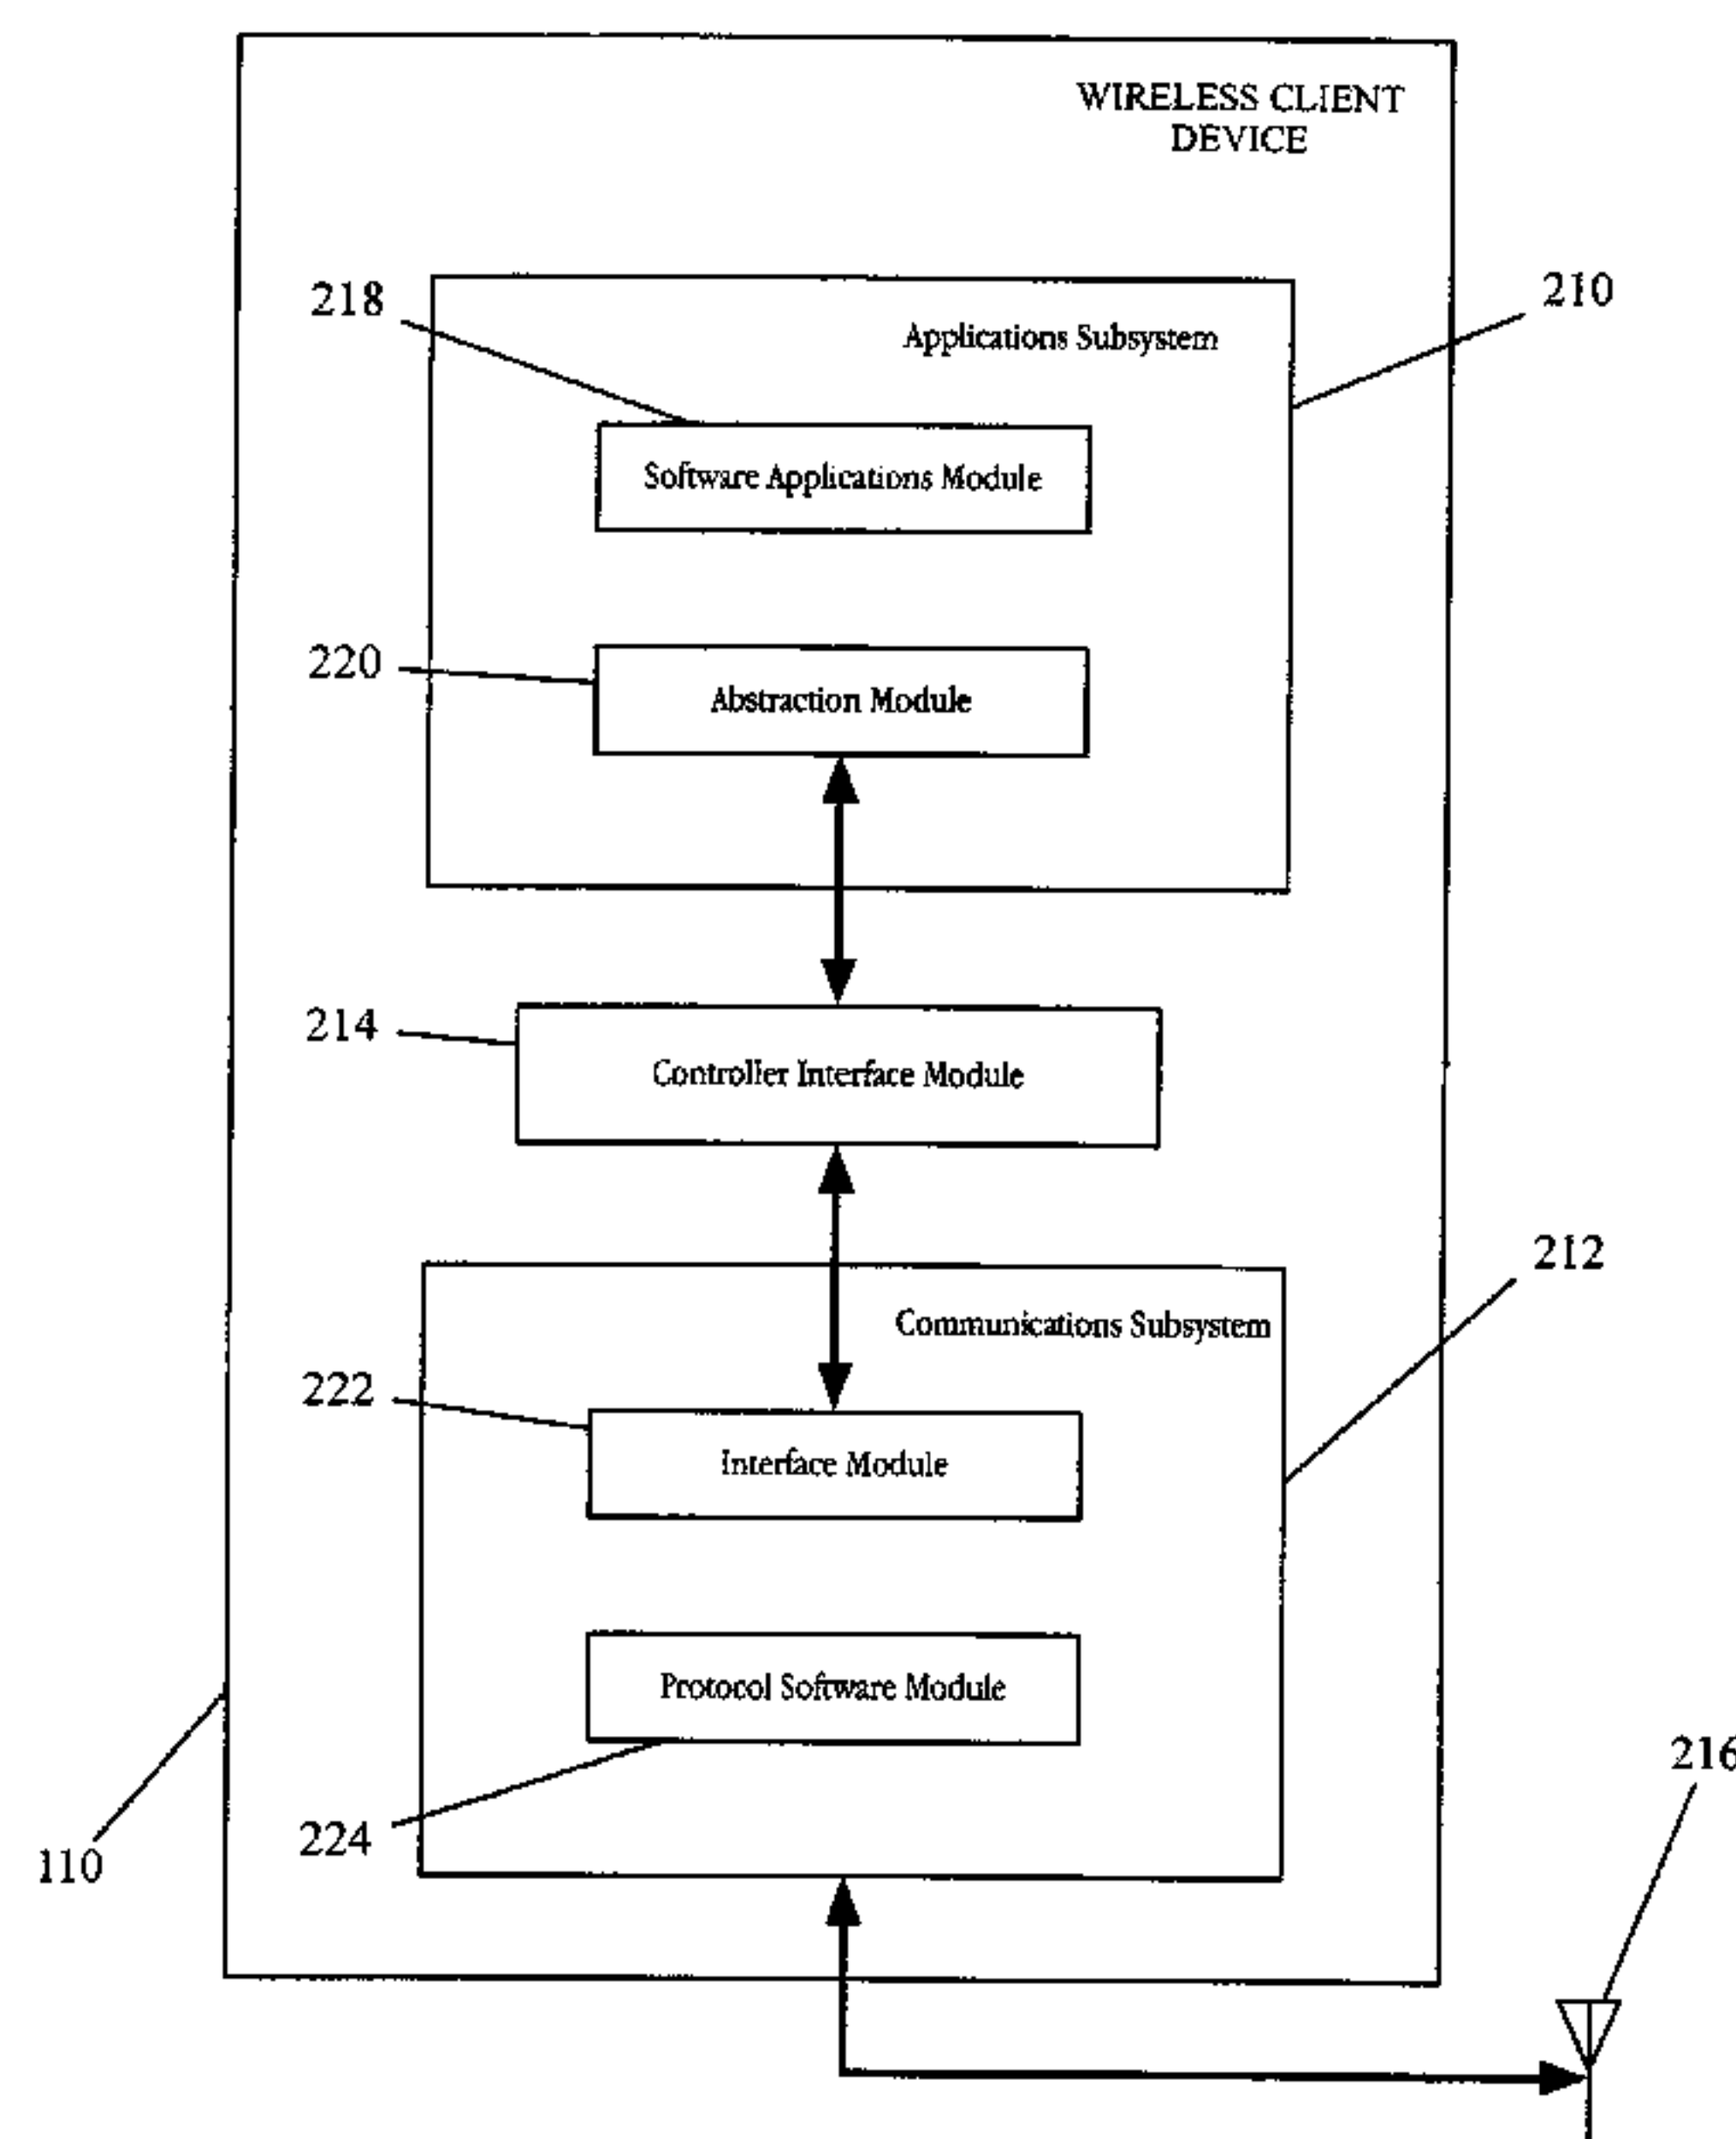 WIRELESS CLIENT
DEVICE
218
210
Applications Subsystem
Software Applications Module
220
Abstraction Module
214
Controller Interface Module
212
Communications Subsystem
222
Interface Module
Protocol Software Module
216
224
110